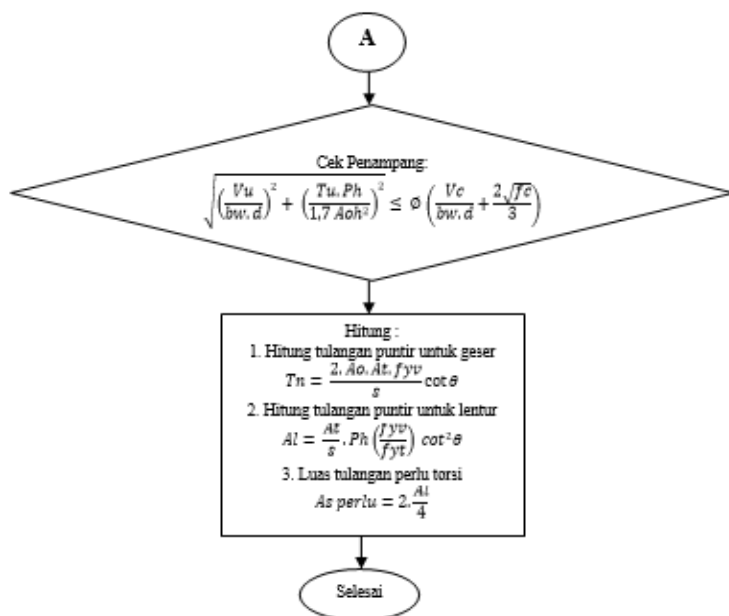 A
Cek Penampang:
√((Vu/bw.d)² + (Tu.Ph/1,7 Aoh²)²) ≤ ∅ (Vc/bw.d + 2√fc/3)
Hitung :
1. Hitung tulangan puntir untuk geser
Tn = 2.Ao.At.fyv/s cot θ
2. Hitung tulangan puntir untuk lentur
Al = At/s . Ph (fyv/fyt) cot²θ
3. Luas tulangan perlu torsi
As perlu = 2. Al/4
Selesai